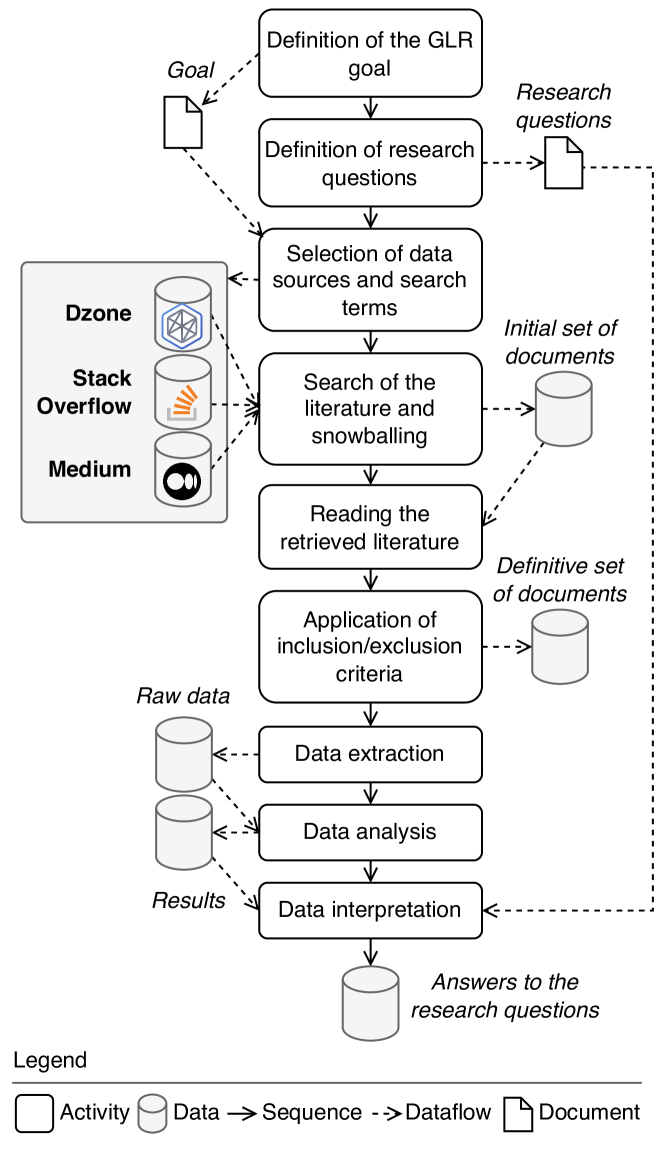 Definition of the GLR
goal
Goal
Research
questions
Definition of research
questions
Selection of data
sources and search
terms
Dzone
Stack
Overflow
Medium
Initial set of
documents
Search of the
literature and
snowballing
Reading the
retrieved literature
Definitive set
of documents
Application of
inclusion/exclusion
criteria
Raw data
Data extraction
Data analysis
Results
Data interpretation
Answers to the
research questions
Legend
Activity
Data
Sequence
Dataflow
Document